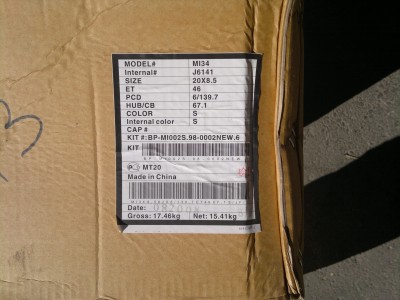 3
MODEL# MI34
Internal# J6141
SIZE 20X8.5
ET 46
PCD 6/139.7
HUB/CB 67.1
COLOR S
Internal color S
CAP #
KIT #:BP-MI002S.98-0002NEW.6
KIT
MT20
Made in China
Date:
Gross: 17.46kg Net: 15.41kg